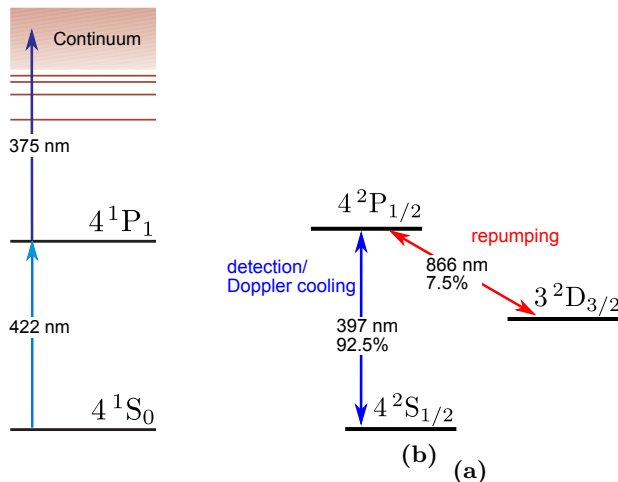 Continuum
375 nm
4 ¹P₁
422 nm
4 ¹S₀
4 ²P₁/₂
repumping
detection/
Doppler cooling
866 nm
7.5%
3 ²D₃/₂
397 nm
92.5%
4 ²S₁/₂
(b)
(a)